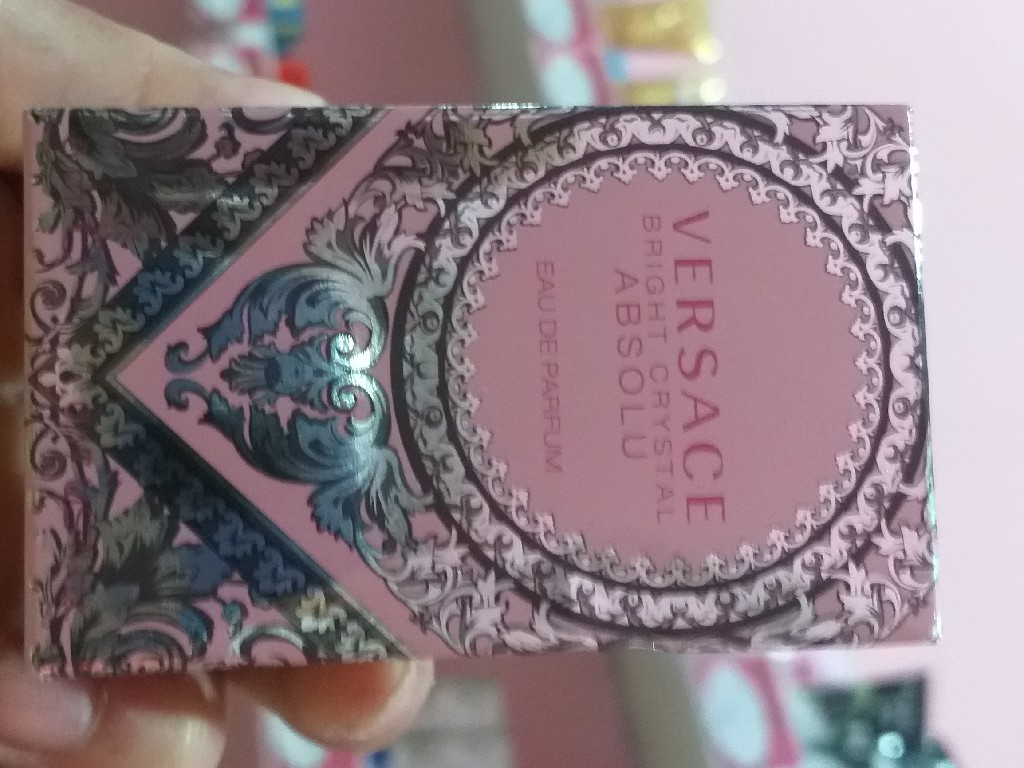 VERSACE
BRIGHT CRYSTAL
ABSOLU
EAU DE PARFUM